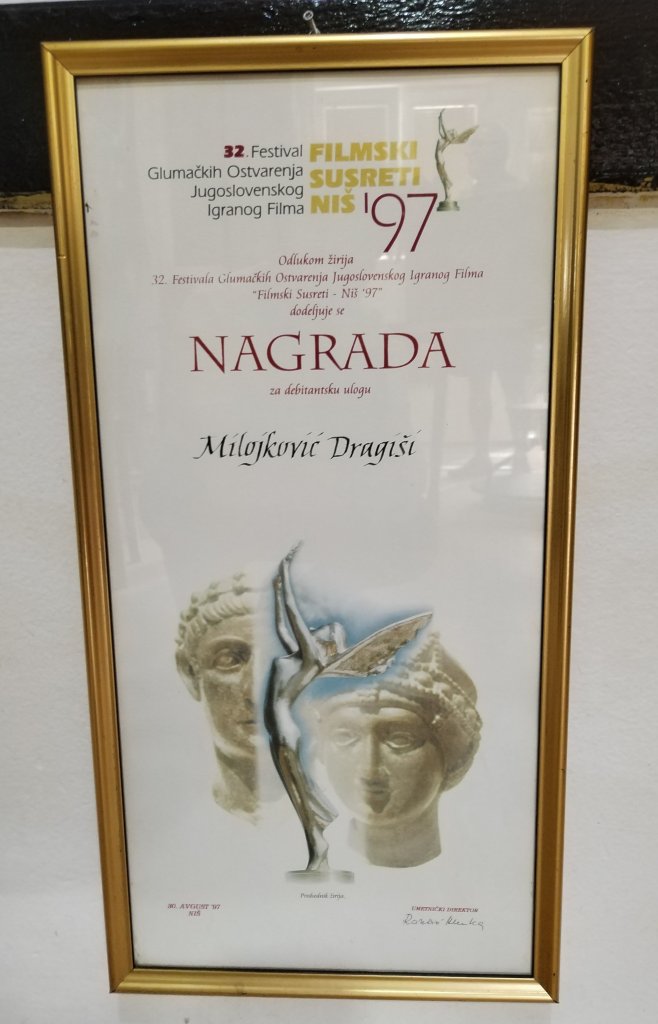 32. Festival
Glumačkih Ostvarenja
Jugoslovenskog
Igranog Filma
FILMSKI
SUSRETI
NIŠ '97
Odlukom žirija
32. Festivala Glumačkih Ostvarenja Jugoslovenskog Igranog Filma
"Filmski Susreti - Niš '97"
dodeljuje se
NAGRADA
za debitantsku ulogu
Milojković Dragiši
Predsednik žirija,
30. AVGUST '97
NIŠ
UMETNIČKI DIREKTOR